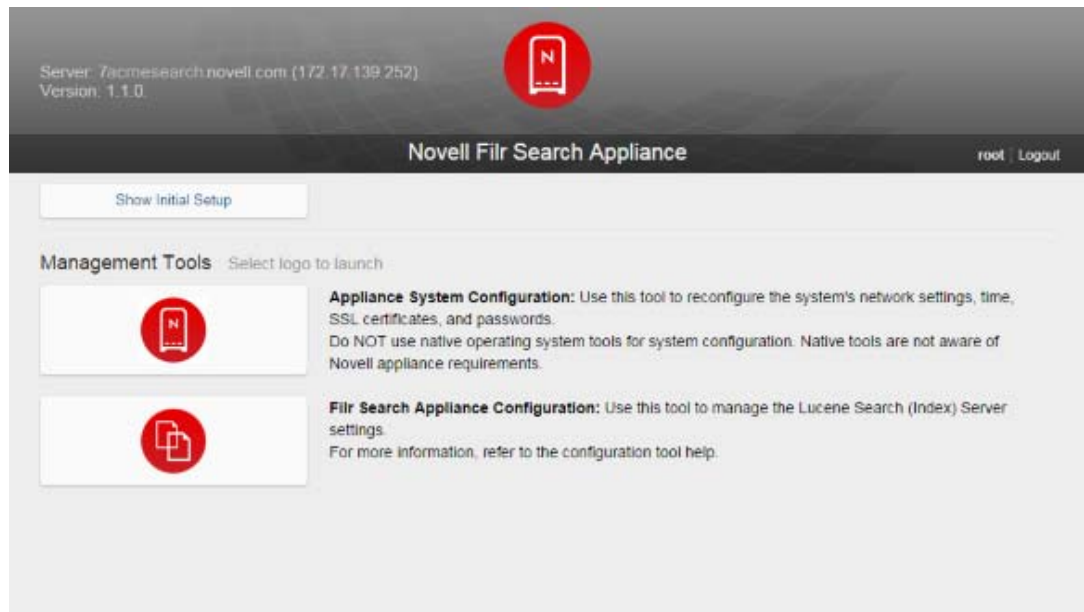 Server: 7acmesearch.novell.com (172.17.139.252)
Version: 1.1.0.
N
Novell Filr Search Appliance
root | Logout
Show Initial Setup
Management Tools Select logo to launch
N
Appliance System Configuration: Use this tool to reconfigure the system's network settings, time,
SSL certificates, and passwords.
Do NOT use native operating system tools for system configuration. Native tools are not aware of
Novell appliance requirements.
Filr Search Appliance Configuration: Use this tool to manage the Lucene Search (Index) Server
settings.
For more information, refer to the configuration tool help.